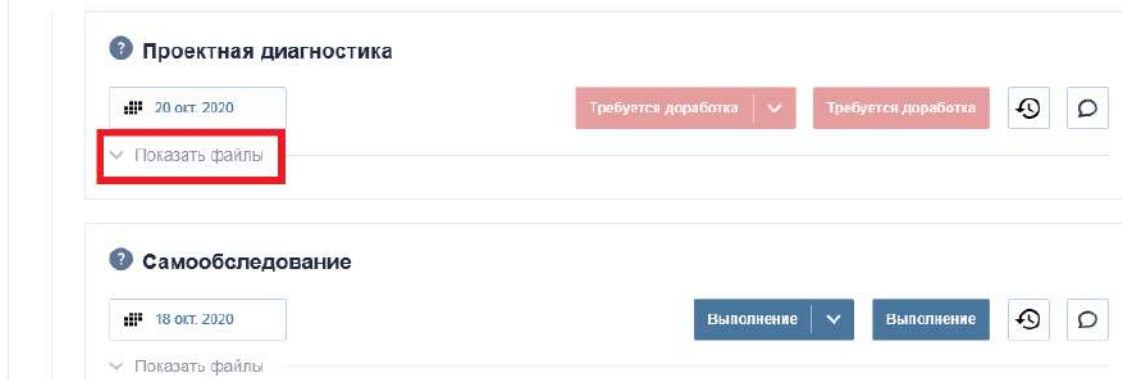 Проектная диагностика
20 окт. 2020
Требуется доработка
Требуется доработка
Показать файлы
Самообследование
18 окт. 2020
Выполнение
Выполнение
Показать файлы